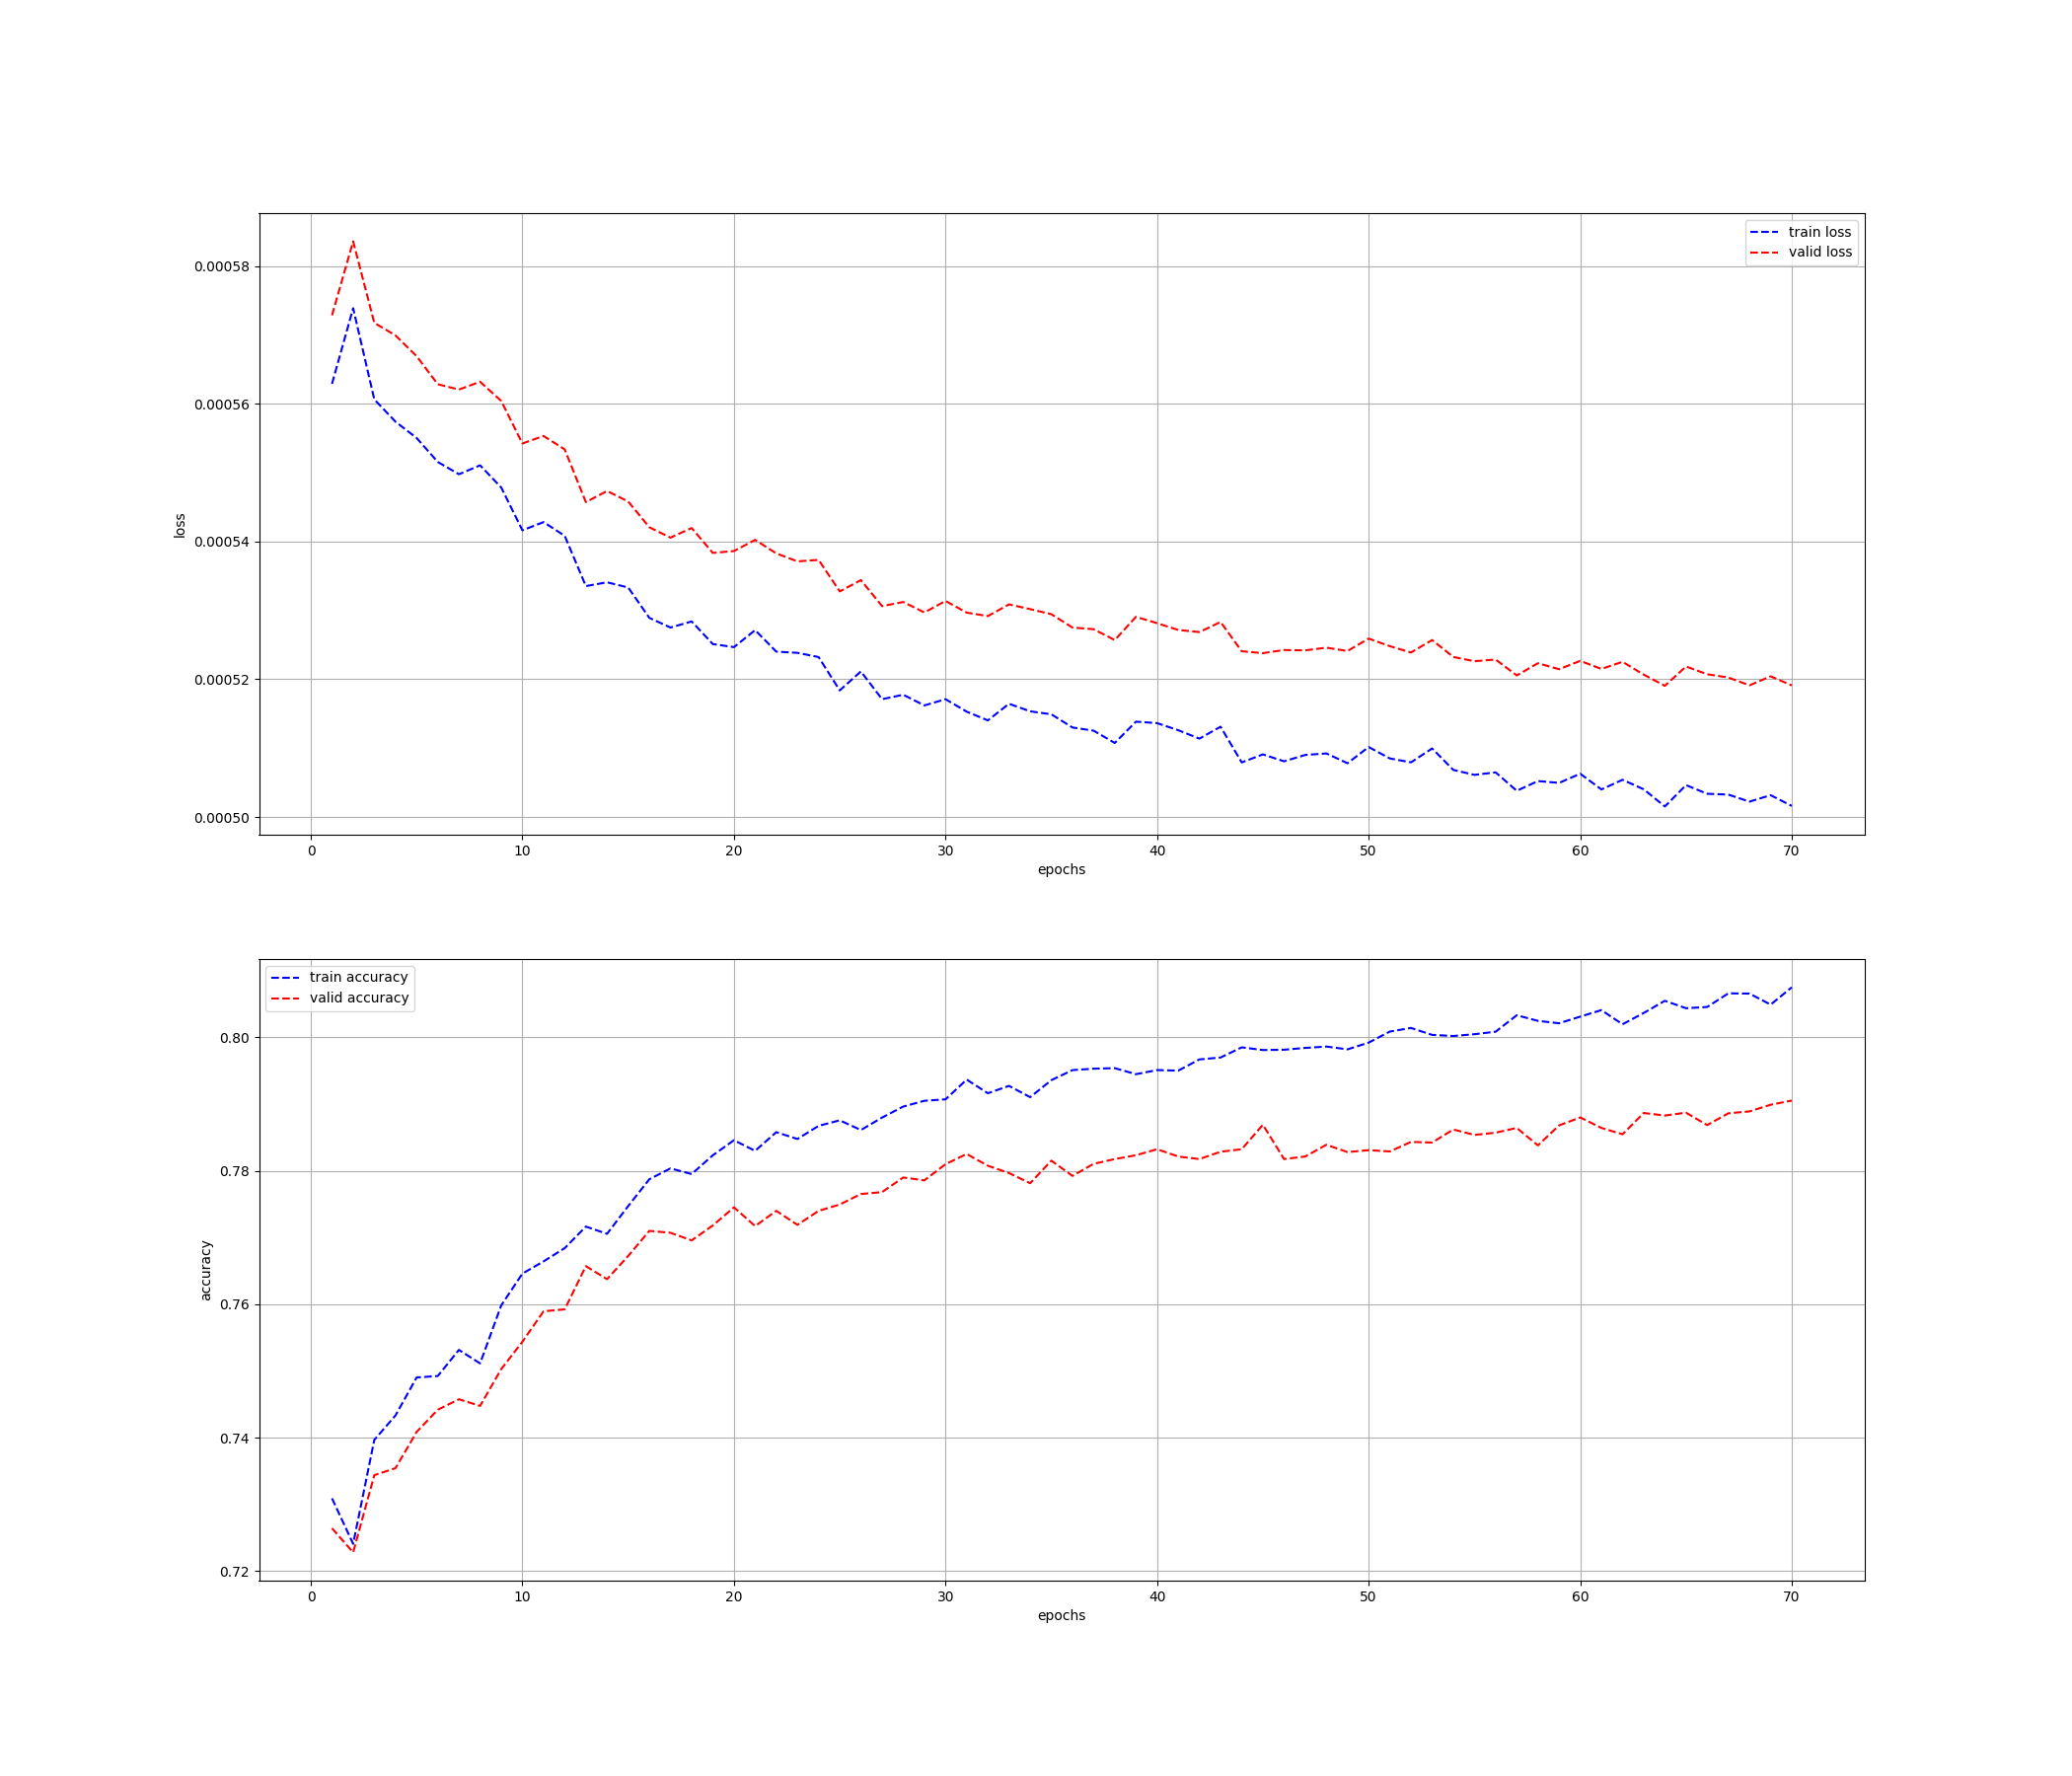 train loss
valid loss
0.00058
0.00056
0.00054
0.00052
0.00050
loss
0 10 20 30 40 50 60 70
epochs
train accuracy
valid accuracy
0.80
0.78
0.76
0.74
0.72
accuracy
0 10 20 30 40 50 60 70
epochs